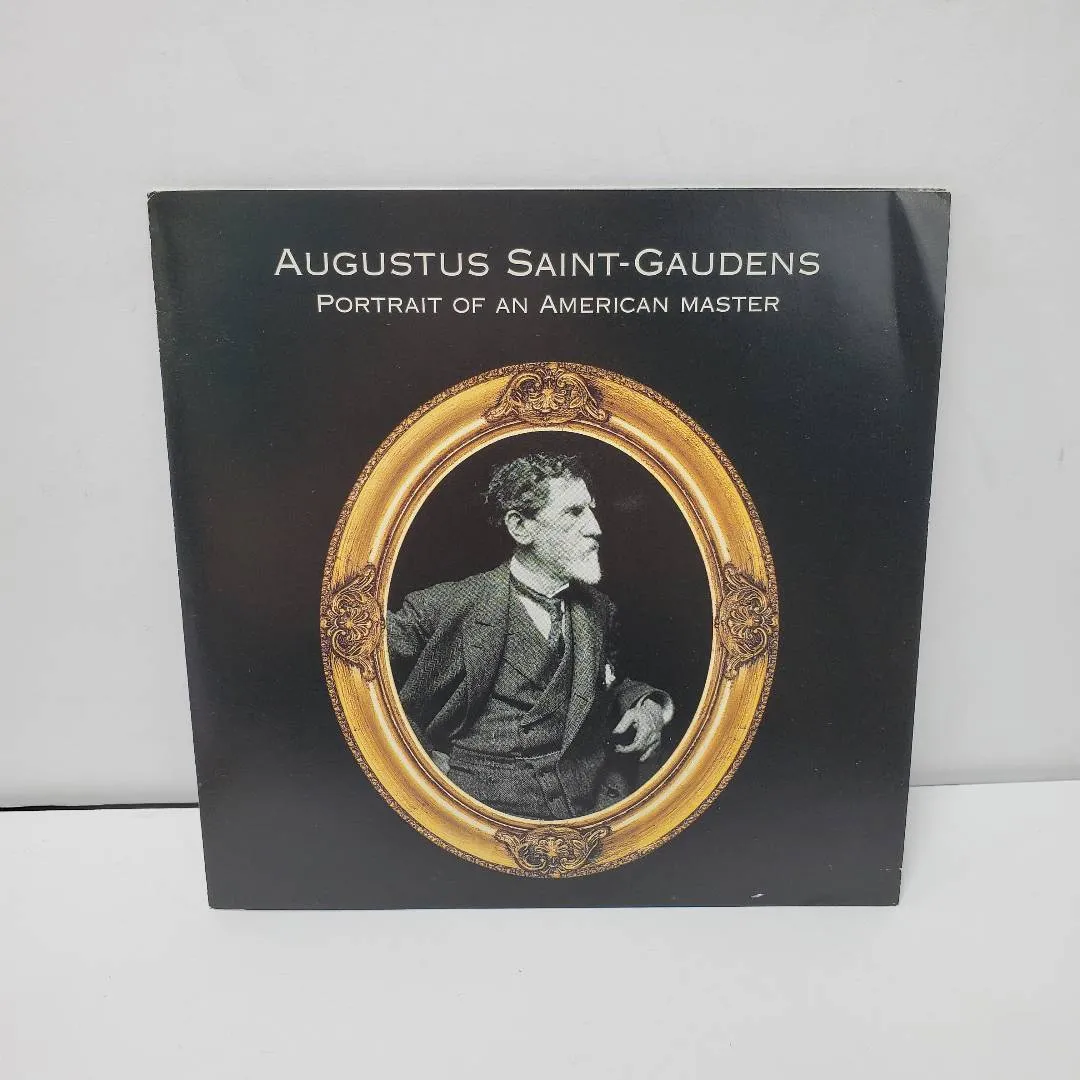 AUGUSTUS SAINT-GAUDENS
PORTRAIT OF AN AMERICAN MASTER